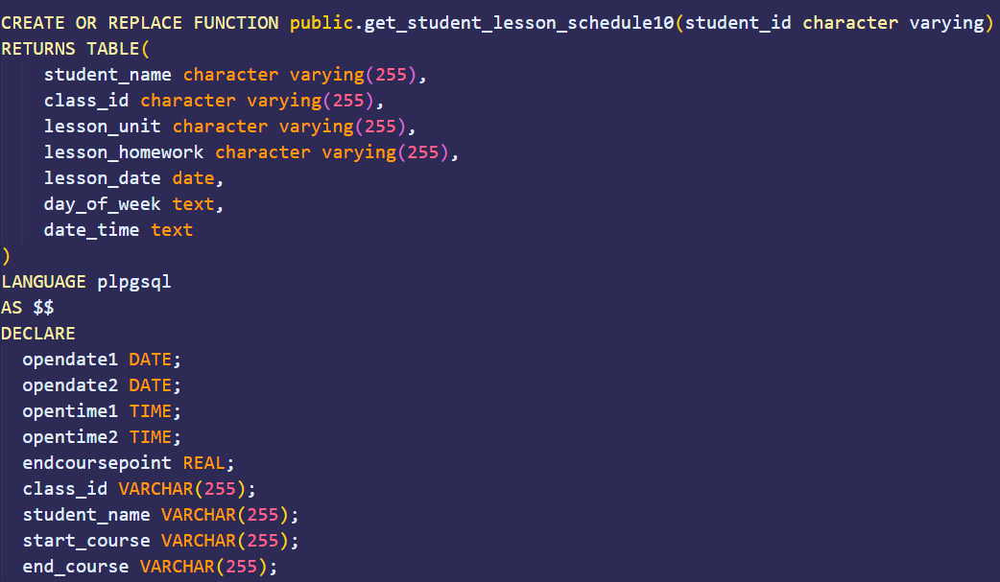 CREATE OR REPLACE FUNCTION public.get_student_lesson_schedule10(student_id character varying)
RETURNS TABLE(
    student_name character varying(255),
    class_id character varying(255),
    lesson_unit character varying(255),
    lesson_homework character varying(255),
    lesson_date date,
    day_of_week text,
    date_time text
)
LANGUAGE plpgsql
AS $$
DECLARE
  opendate1 DATE;
  opendate2 DATE;
  opentime1 TIME;
  opentime2 TIME;
  endcoursepoint REAL;
  class_id VARCHAR(255);
  student_name VARCHAR(255);
  start_course VARCHAR(255);
  end_course VARCHAR(255);